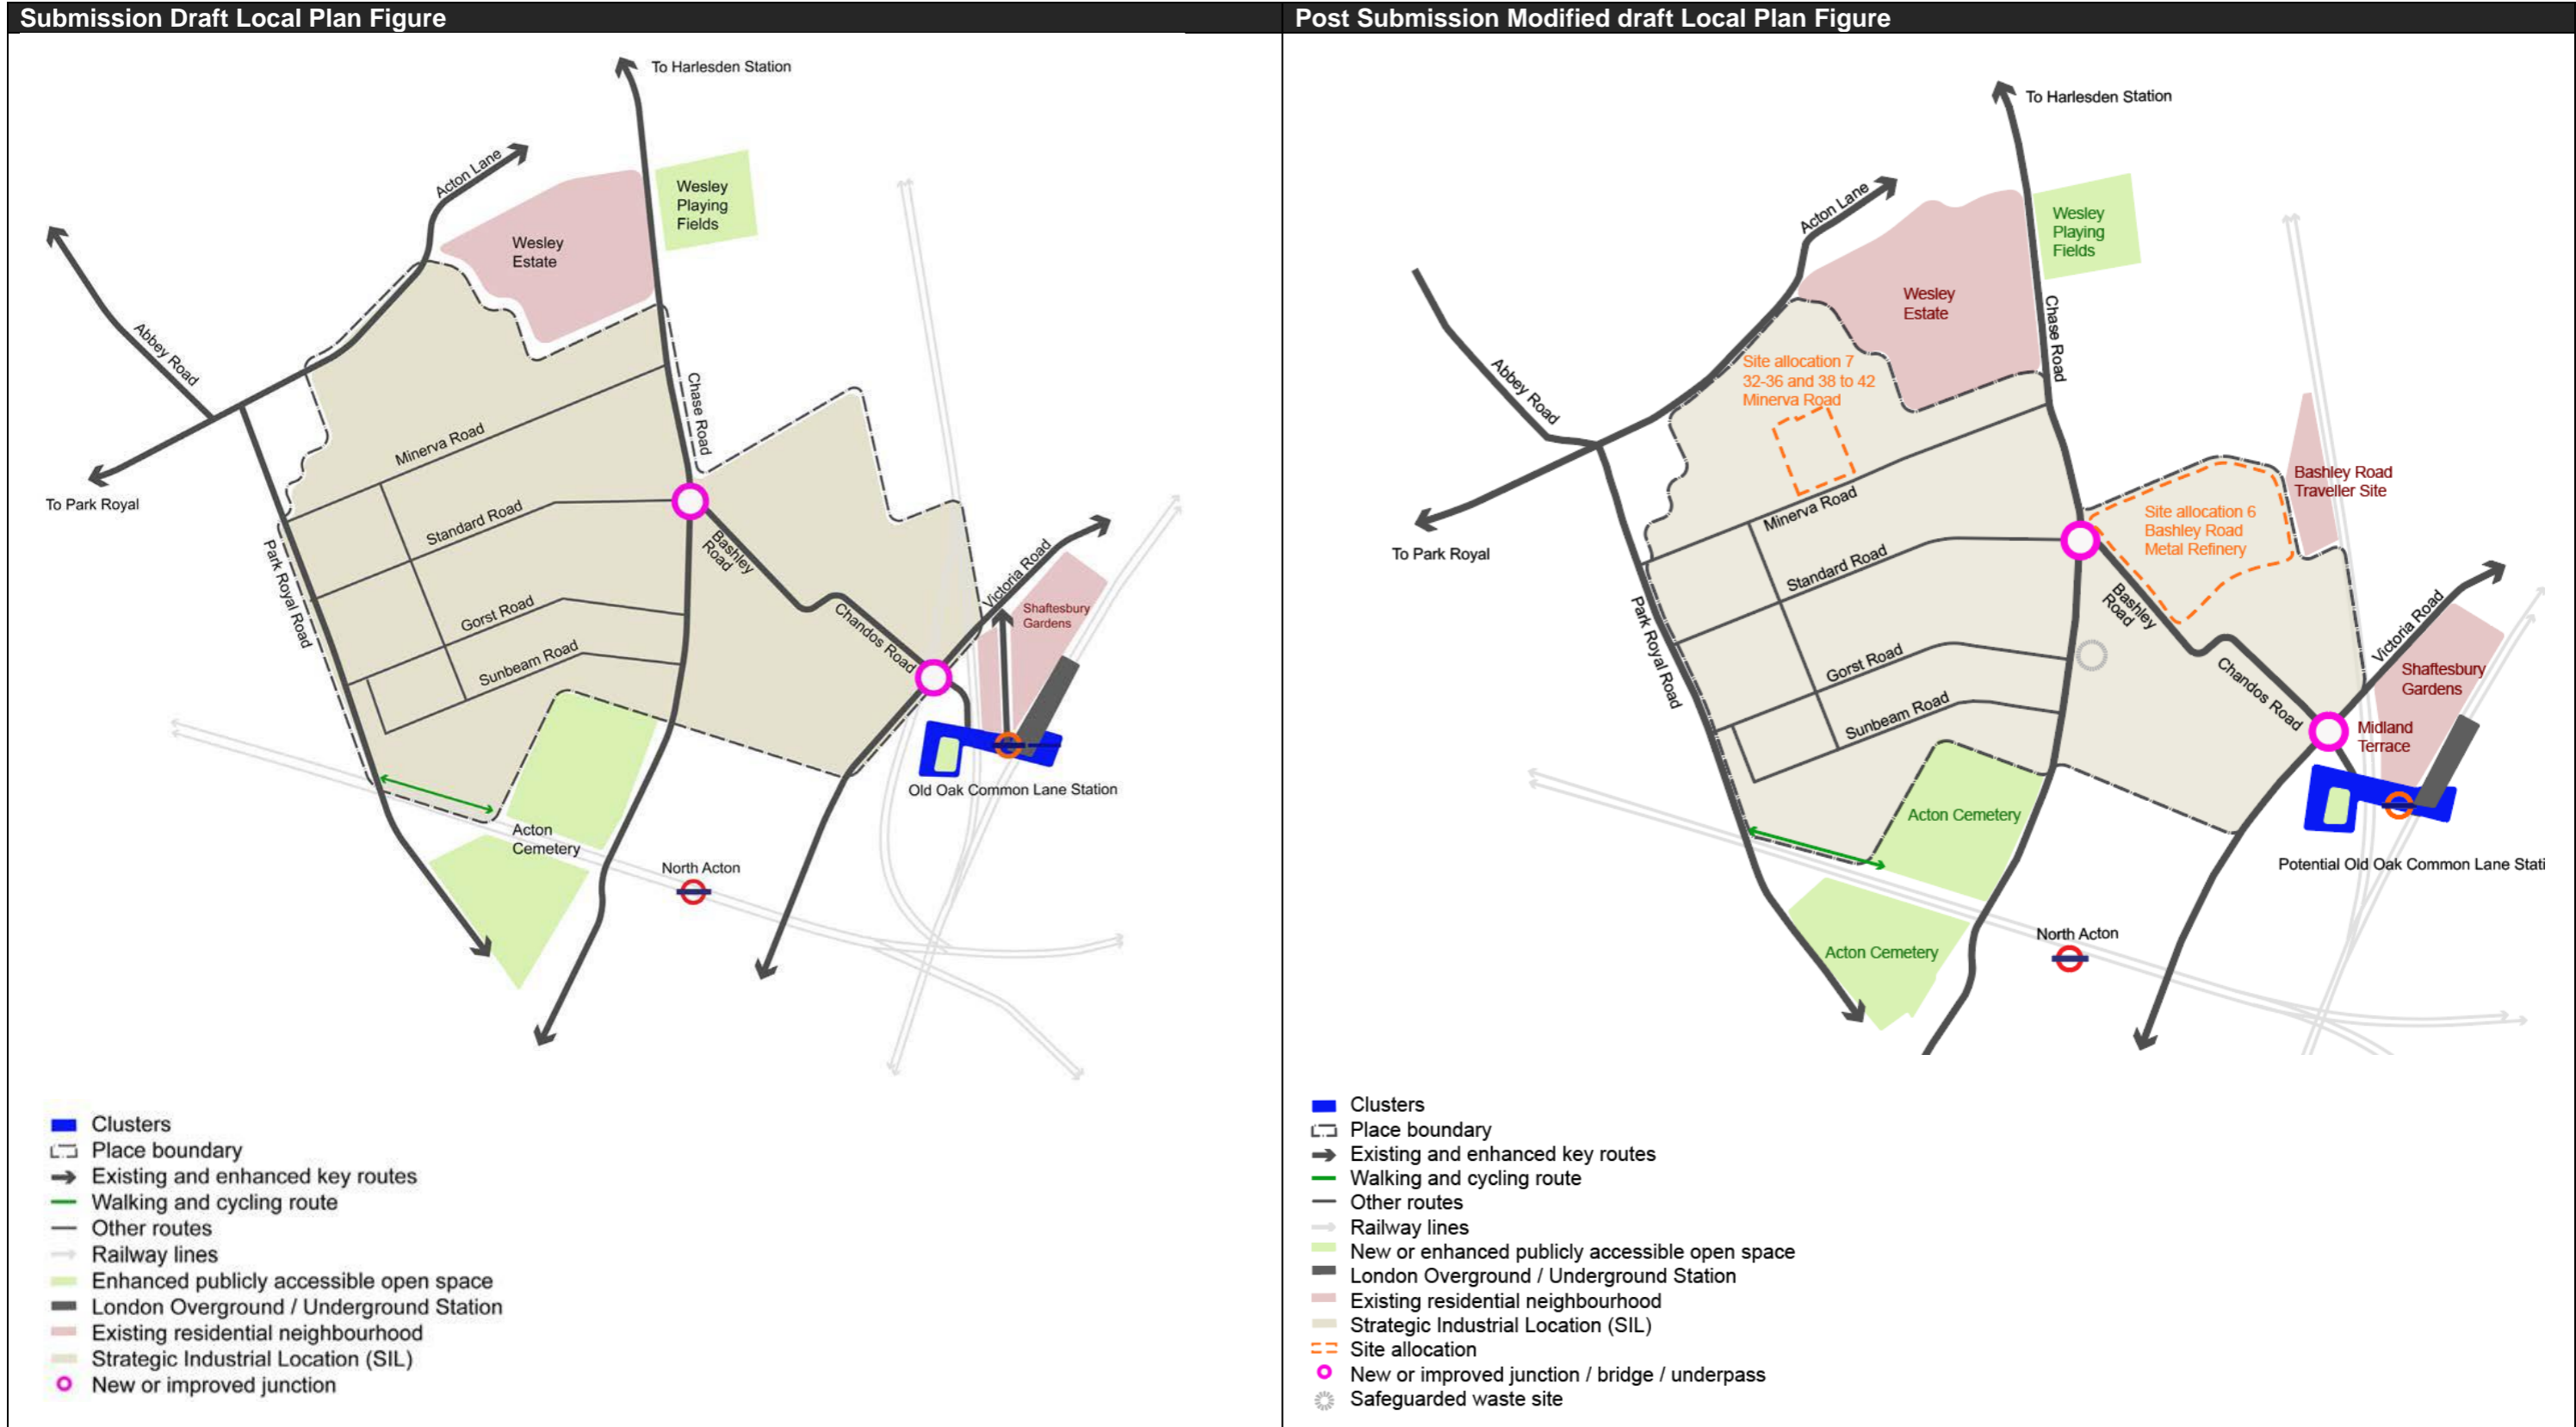 Submission Draft Local Plan Figure
To Harlesden Station
Acton Lane
Wesley
Playing
Fields
Wesley
Estate
Abbey Road
Chase Road
Minerva Road
To Park Royal
Standard Road
Bashley
Road
Park Royal Road
Victoria Road
Gorst Road
Shaftesbury
Gardens
Chandos Road
Sunbeam Road
Old Oak Common Lane Station
Acton
Cemetery
North Acton
Clusters
Place boundary
Existing and enhanced key routes
Walking and cycling route
Other routes
Railway lines
Enhanced publicly accessible open space
London Overground / Underground Station
Existing residential neighbourhood
Strategic Industrial Location (SIL)
New or improved junction
Post Submission Modified draft Local Plan Figure
To Harlesden Station
Acton Lane
Wesley
Playing
Fields
Wesley
Estate
Chase Road
Site allocation 7
32-36 and 38 to 42
Minerva Road
Abbey Road
Bashley Road
Traveller Site
Minerva Road
Site allocation 6
Bashley Road
Metal Refinery
To Park Royal
Standard Road
Bashley
Road
Park Royal Road
Victoria Road
Gorst Road
Shaftesbury
Gardens
Chandos Road
Sunbeam Road
Midland
Terrace
Acton Cemetery
Potential Old Oak Common Lane Stati
North Acton
Acton Cemetery
Clusters
Place boundary
Existing and enhanced key routes
Walking and cycling route
Other routes
Railway lines
New or enhanced publicly accessible open space
London Overground / Underground Station
Existing residential neighbourhood
Strategic Industrial Location (SIL)
Site allocation
New or improved junction / bridge / underpass
Safeguarded waste site